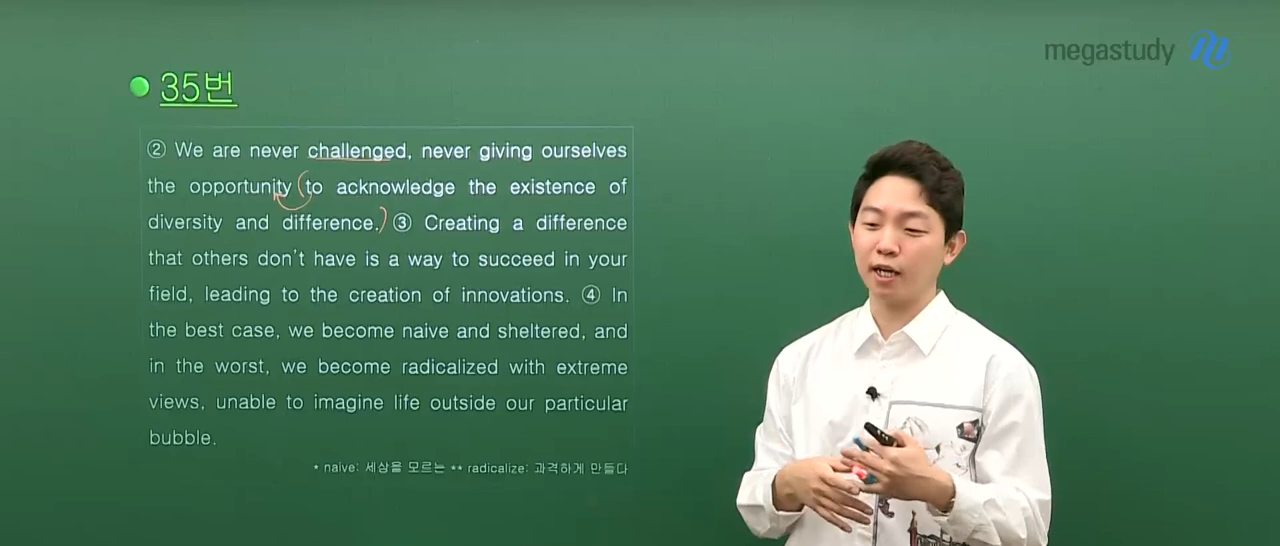 megastudy
35번
② We are never challenged, never giving ourselves
the opportunity to acknowledge the existence of
diversity and difference. ③ Creating a difference
that others don't have is a way to succeed in your
field, leading to the creation of innovations. ④ In
the best case, we become naive and sheltered, and
in the worst, we become radicalized with extreme
views, unable to imagine life outside our particular
bubble.
* naive: 세상을 모르는 ** radicalize: 과격하게 만들다